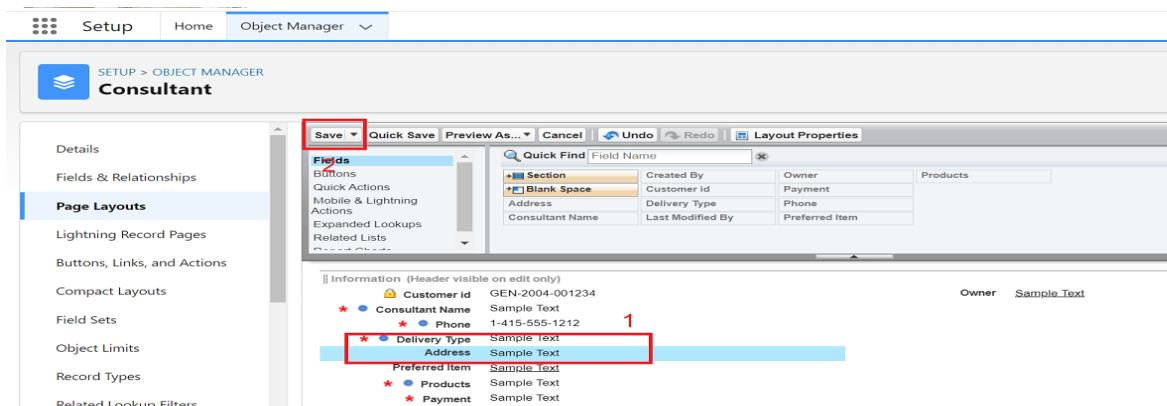 Setup Home Object Manager
SETUP > OBJECT MANAGER
Consultant
Details
Fields & Relationships
Page Layouts
Lightning Record Pages
Buttons, Links, and Actions
Compact Layouts
Field Sets
Object Limits
Record Types
Related Lookup Filters
Save Quick Save Preview As... Cancel Undo Redo Layout Properties
2
Fields
Buttons
Quick Actions
Mobile & Lightning
Actions
Expanded Lookups
Related Lists
Report Charts
Quick Find Field Name
Section Created By Owner Products
Blank Space Customer id Payment
Address Delivery Type Phone
Consultant Name Last Modified By Preferred Item
Information (Header visible on edit only)
Customer id GEN-2004-001234 Owner Sample Text
* Consultant Name Sample Text
* Phone 1-415-555-1212 1
* Delivery Type Sample Text
Address Sample Text
Preferred Item Sample Text
* Products Sample Text
* Payment Sample Text